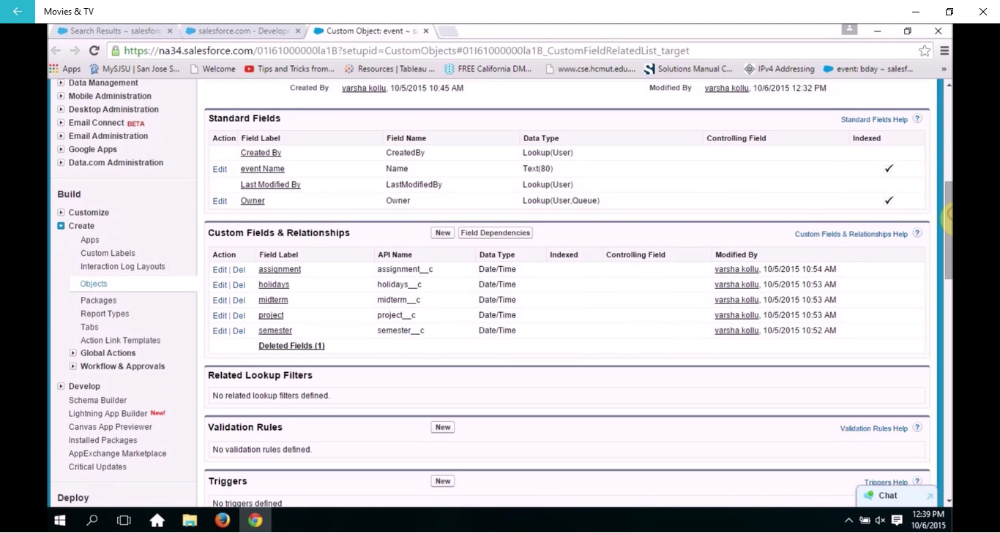 Movies & TV
Search Results ~ salesforc
salesforce.com - Develop
Custom Object: event ~ s
https://na34.salesforce.com/01I61000000la1B?setupid=CustomObjects#01I61000000la1B_CustomFieldRelatedList_target
Apps MySJSU | San Jose S... Welcome Tips and Tricks from... Resources | Tableau ... FREE California DM... www.cse.hcmut.edu.... Solutions Manual C... IPv4 Addressing event: bday ~ salesf... »
Data Management
Mobile Administration
Desktop Administration
Email Connect BETA
Email Administration
Google Apps
Data.com Administration
Build
Customize
Create
Apps
Custom Labels
Interaction Log Layouts
Objects
Packages
Report Types
Tabs
Action Link Templates
Global Actions
Workflow & Approvals
Develop
Schema Builder
Lightning App Builder New!
Canvas App Previewer
Installed Packages
AppExchange Marketplace
Critical Updates
Deploy
Created By varsha kollu, 10/5/2015 10:45 AM Modified By varsha kollu, 10/6/2015 12:32 PM
Standard Fields Standard Fields Help ?
Action Field Label Field Name Data Type Controlling Field Indexed
Created By CreatedBy Lookup(User)
Edit event Name Name Text(80) ✓
Last Modified By LastModifiedBy Lookup(User)
Edit Owner Owner Lookup(User,Queue) ✓
Custom Fields & Relationships New Field Dependencies Custom Fields & Relationships Help ?
Action Field Label API Name Data Type Indexed Controlling Field Modified By
Edit | Del assignment assignment__c Date/Time varsha kollu, 10/5/2015 10:54 AM
Edit | Del holidays holidays__c Date/Time varsha kollu, 10/5/2015 10:53 AM
Edit | Del midterm midterm__c Date/Time varsha kollu, 10/5/2015 10:53 AM
Edit | Del project project__c Date/Time varsha kollu, 10/5/2015 10:53 AM
Edit | Del semester semester__c Date/Time varsha kollu, 10/5/2015 10:52 AM
Deleted Fields (1)
Related Lookup Filters
No related lookup filters defined.
Validation Rules New Validation Rules Help ?
No validation rules defined.
Triggers New Triggers Help ?
No triggers defined
Chat
12:39 PM
10/6/2015